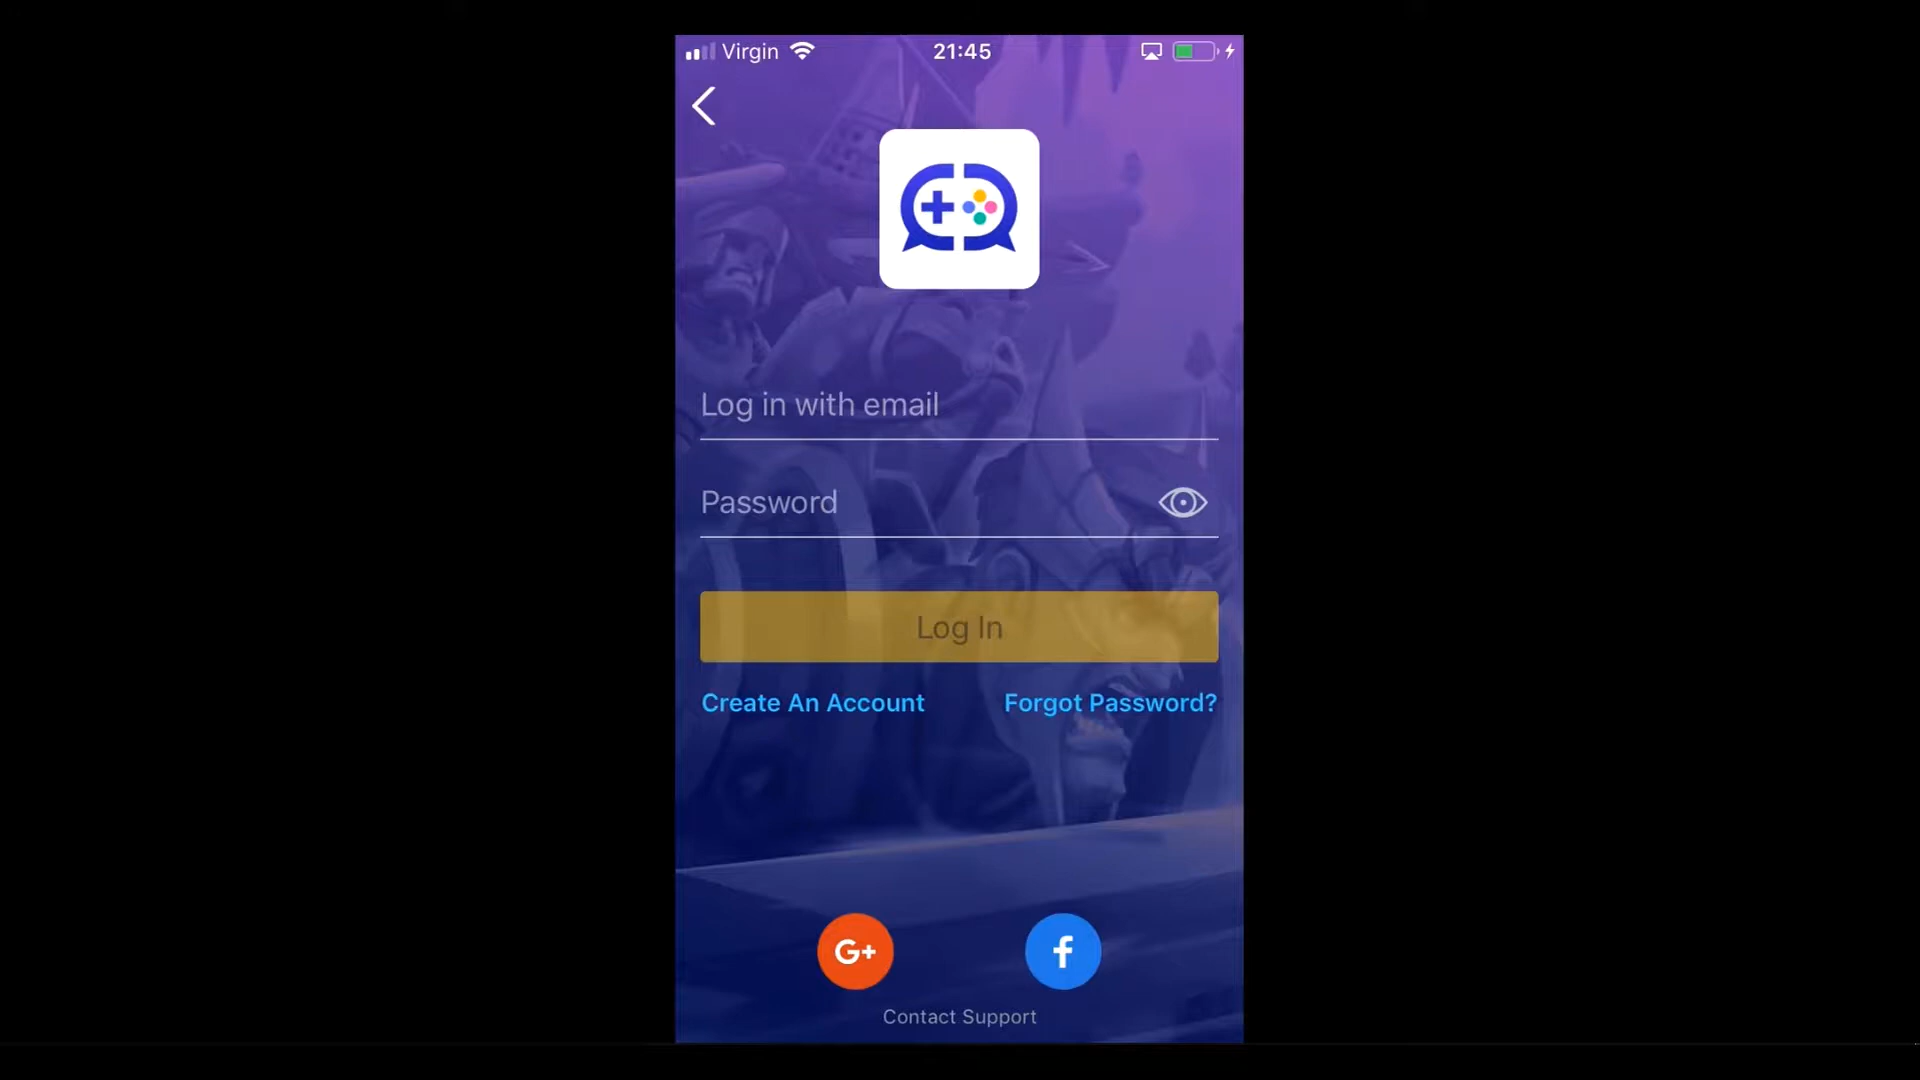 Virgin
21:45
Log in with email
Password
Log In
Create An Account
Forgot Password?
G+
f
Contact Support